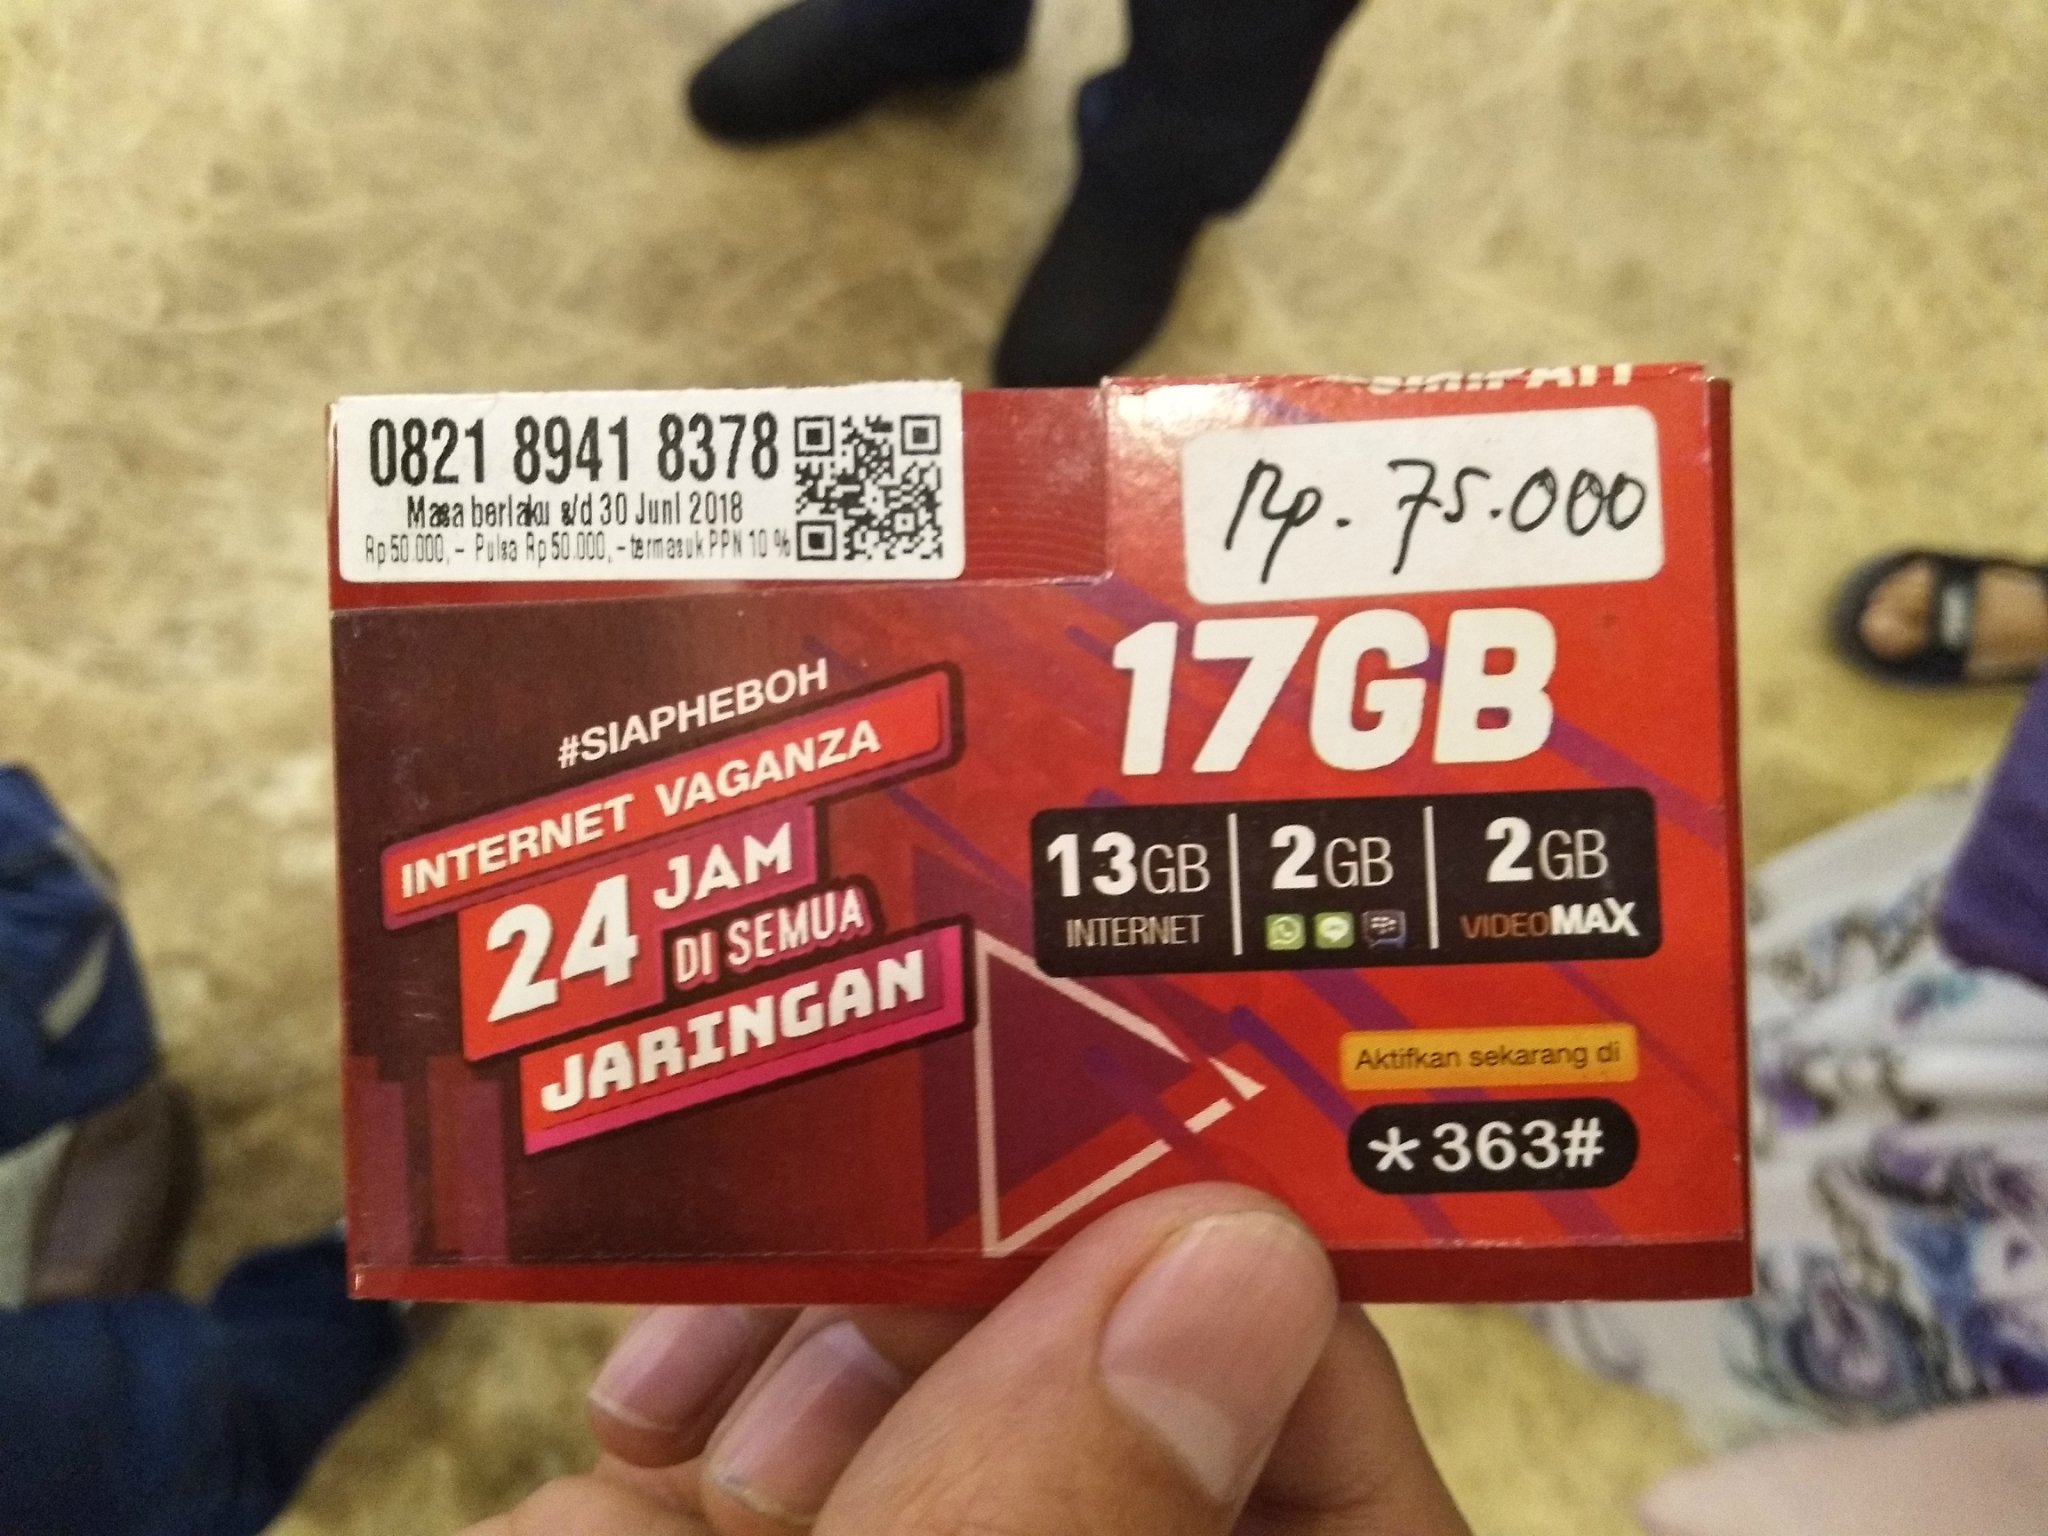 0821 8941 8378
Masa berlaku s/d 30 JunI 2018
Rp 50.000,- Pulsa Rp 50.000,- termasuk PPN 10 %
simPATI
Rp. 75.000
#SIAPHEBOH
INTERNET VAGANZA
24 JAM
DI SEMUA
JARINGAN
17GB
13GB
INTERNET
2GB
2GB
VIDEOMAX
Aktifkan sekarang di
*363#